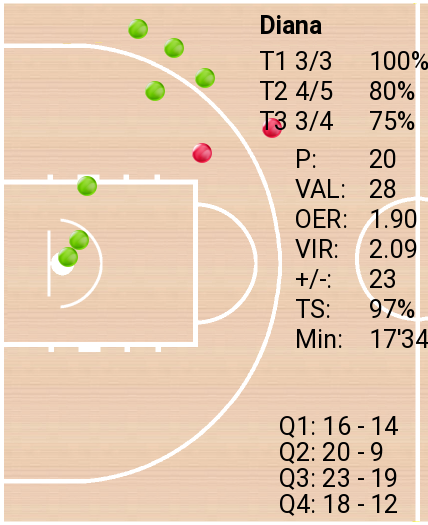 Diana
T1 3/3 100%
T2 4/5 80%
T3 3/4 75%
P: 20
VAL: 28
OER: 1.90
VIR: 2.09
+/-: 23
TS: 97%
Min: 17'34
Q1: 16 - 14
Q2: 20 - 9
Q3: 23 - 19
Q4: 18 - 12